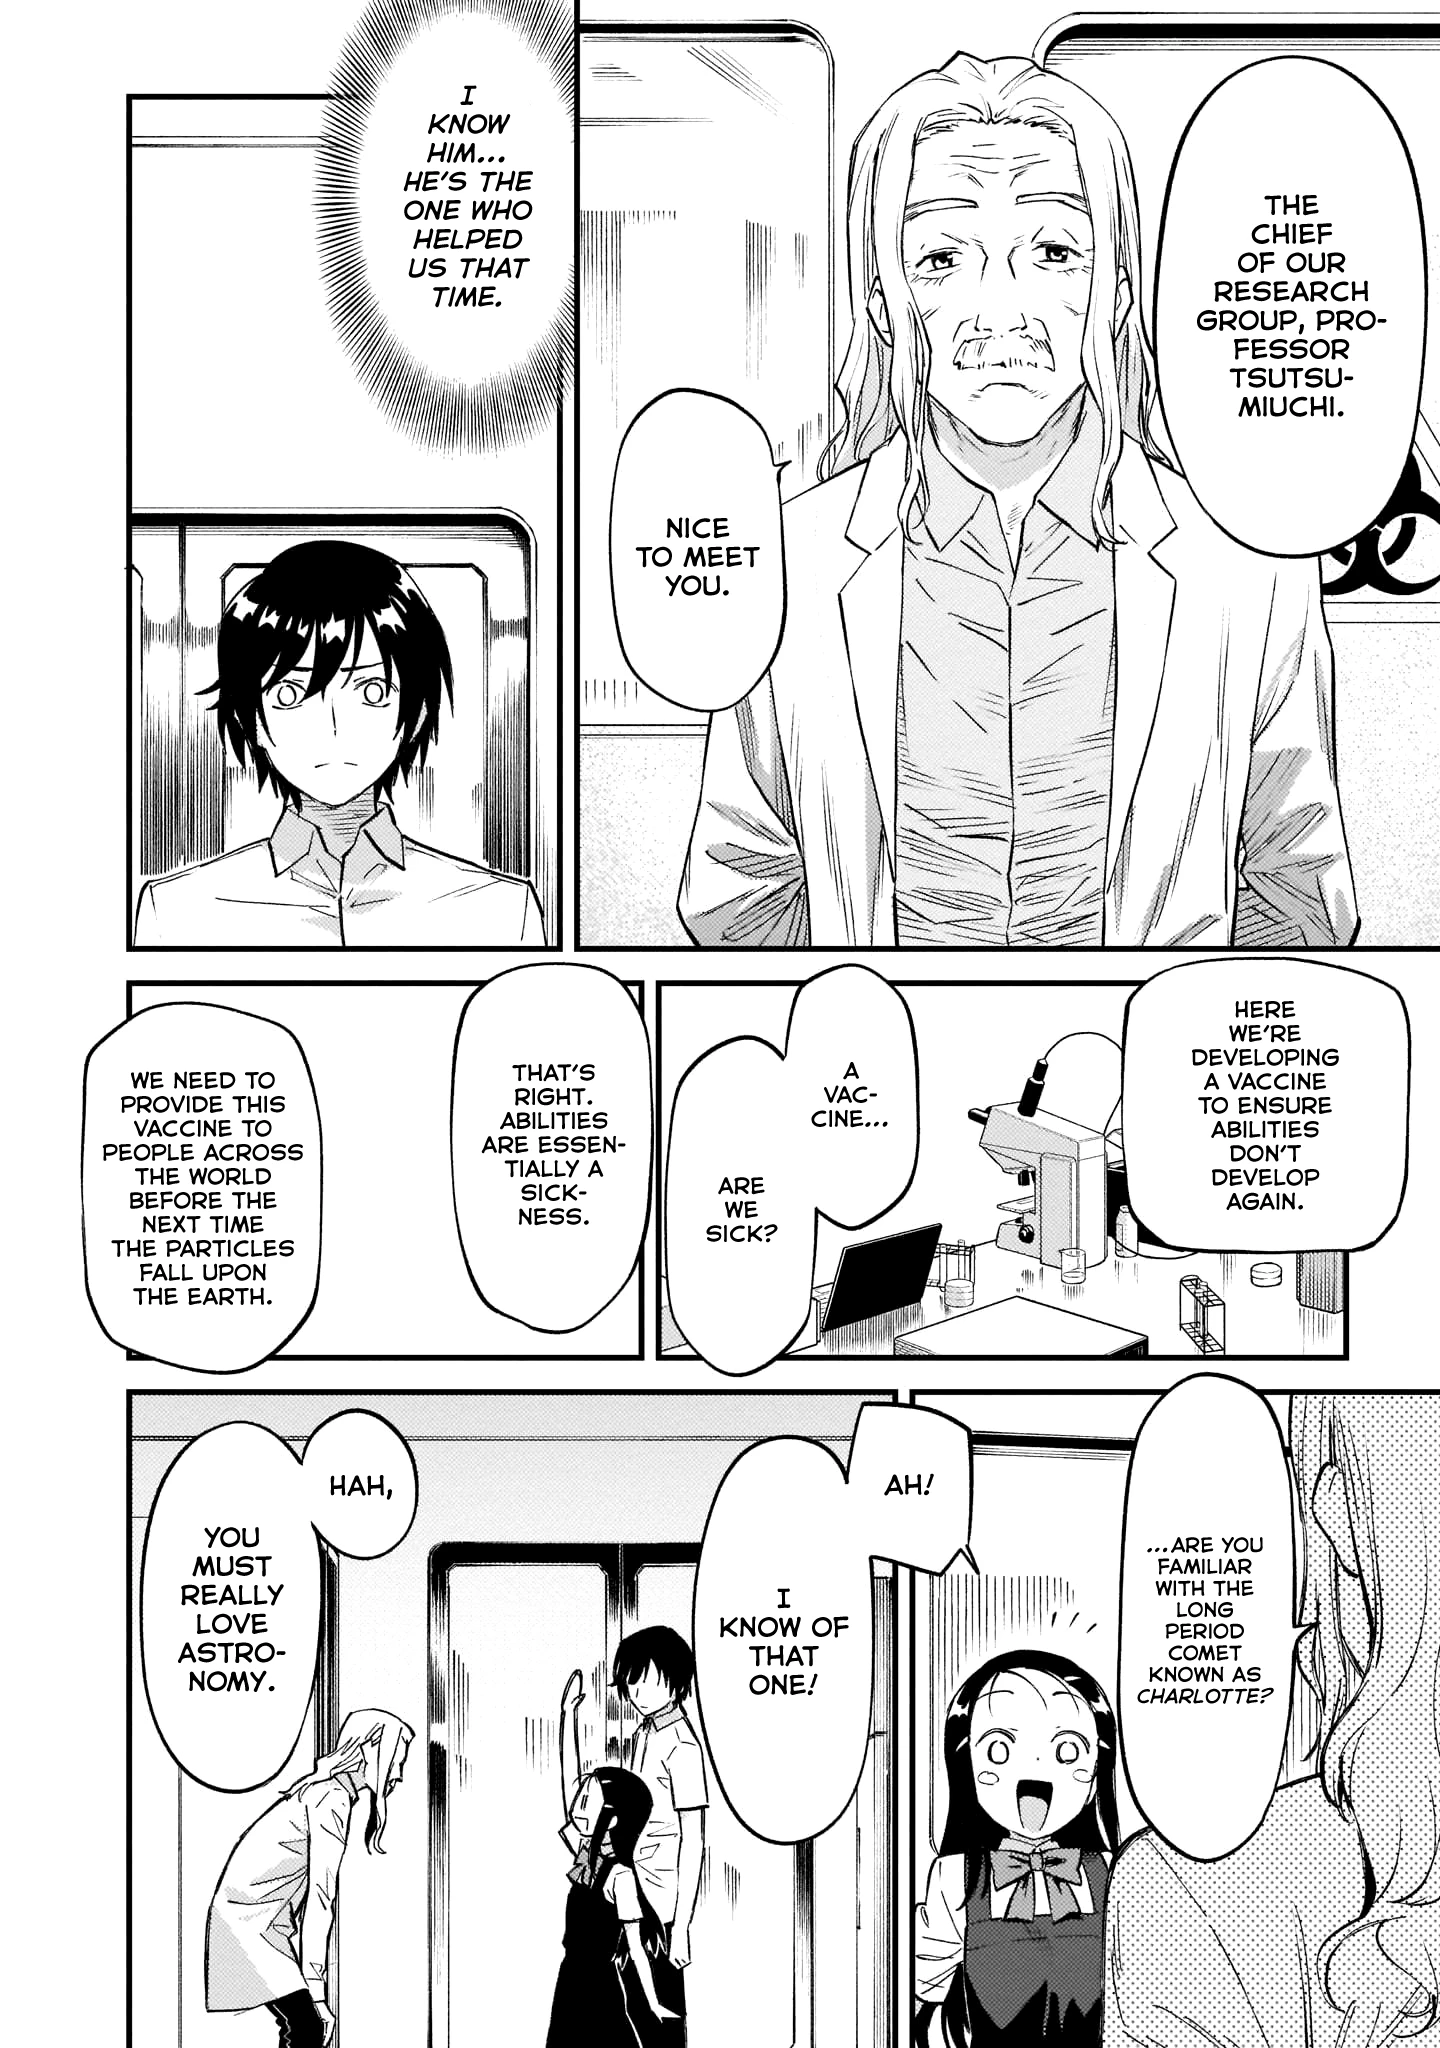 THE
CHIEF
OF OUR
RESEARCH
GROUP, PRO-
FESSOR
TSUTSU-
MIUCHI.
NICE
TO MEET
YOU.
I
KNOW
HIM...
HE'S THE
ONE WHO
HELPED
US THAT
TIME.
HERE
WE'RE
DEVELOPING
A VACCINE
TO ENSURE
ABILITIES
DON'T
DEVELOP
AGAIN.
A
VAC-
CINE...
ARE
WE
SICK?
THAT'S
RIGHT.
ABILITIES
ARE ESSEN-
TIALLY A
SICK-
NESS.
WE NEED TO
PROVIDE THIS
VACCINE TO
PEOPLE ACROSS
THE WORLD
BEFORE THE
NEXT TIME
THE PARTICLES
FALL UPON
THE EARTH.
...ARE YOU
FAMILIAR
WITH THE
LONG
PERIOD
COMET
KNOWN AS
CHARLOTTE?
AH!
I
KNOW OF
THAT
ONE!
HAH,
YOU
MUST
REALLY
LOVE
ASTRO-
NOMY.